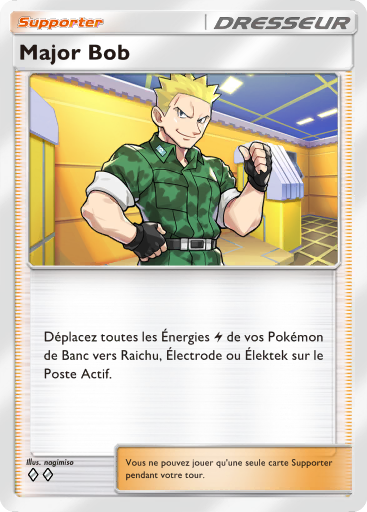 Supporter
DRESSEUR
Major Bob
Déplacez toutes les Énergies de vos Pokémon
de Banc vers Raichu, Électrode ou Élektek sur le
Poste Actif.
Illus. nagimiso
Vous ne pouvez jouer qu'une seule carte Supporter
pendant votre tour.